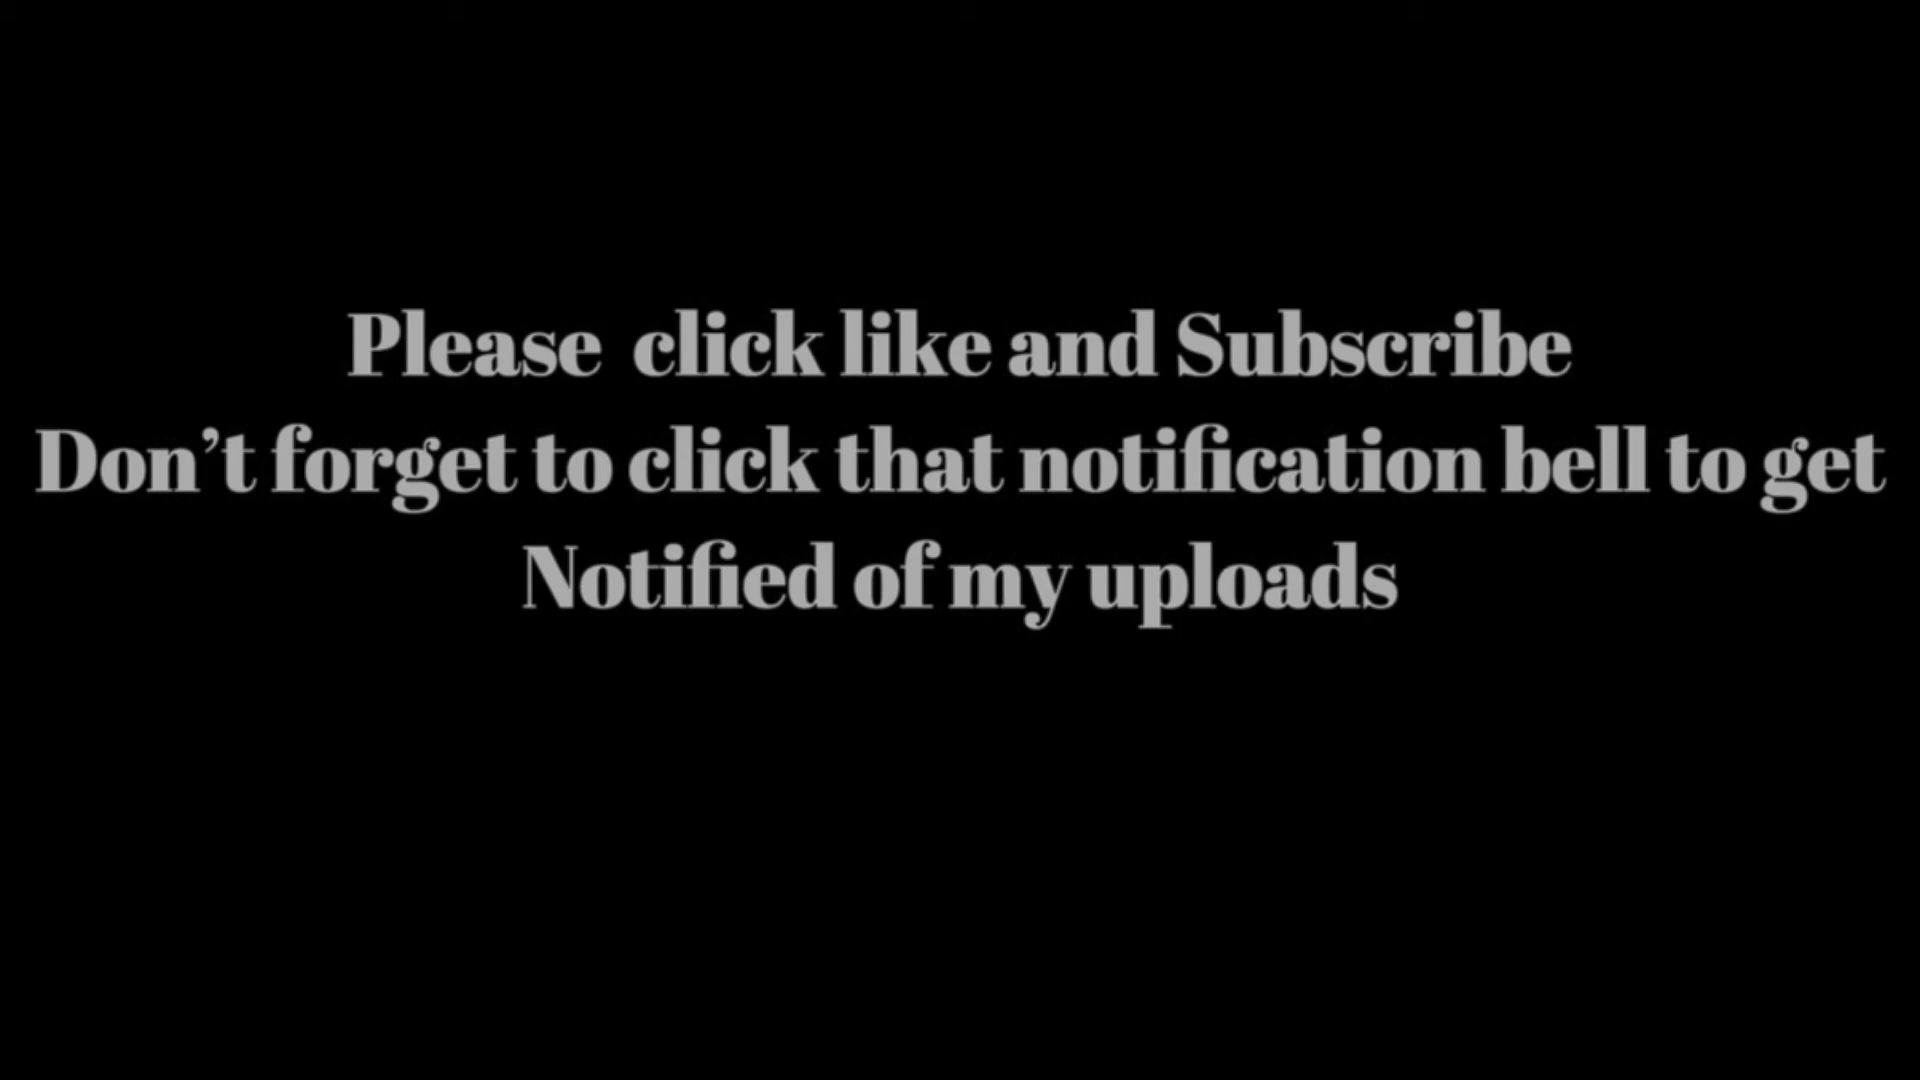 Please  click like and Subscribe
Don’t forget to click that notification bell to get
Notified of my uploads